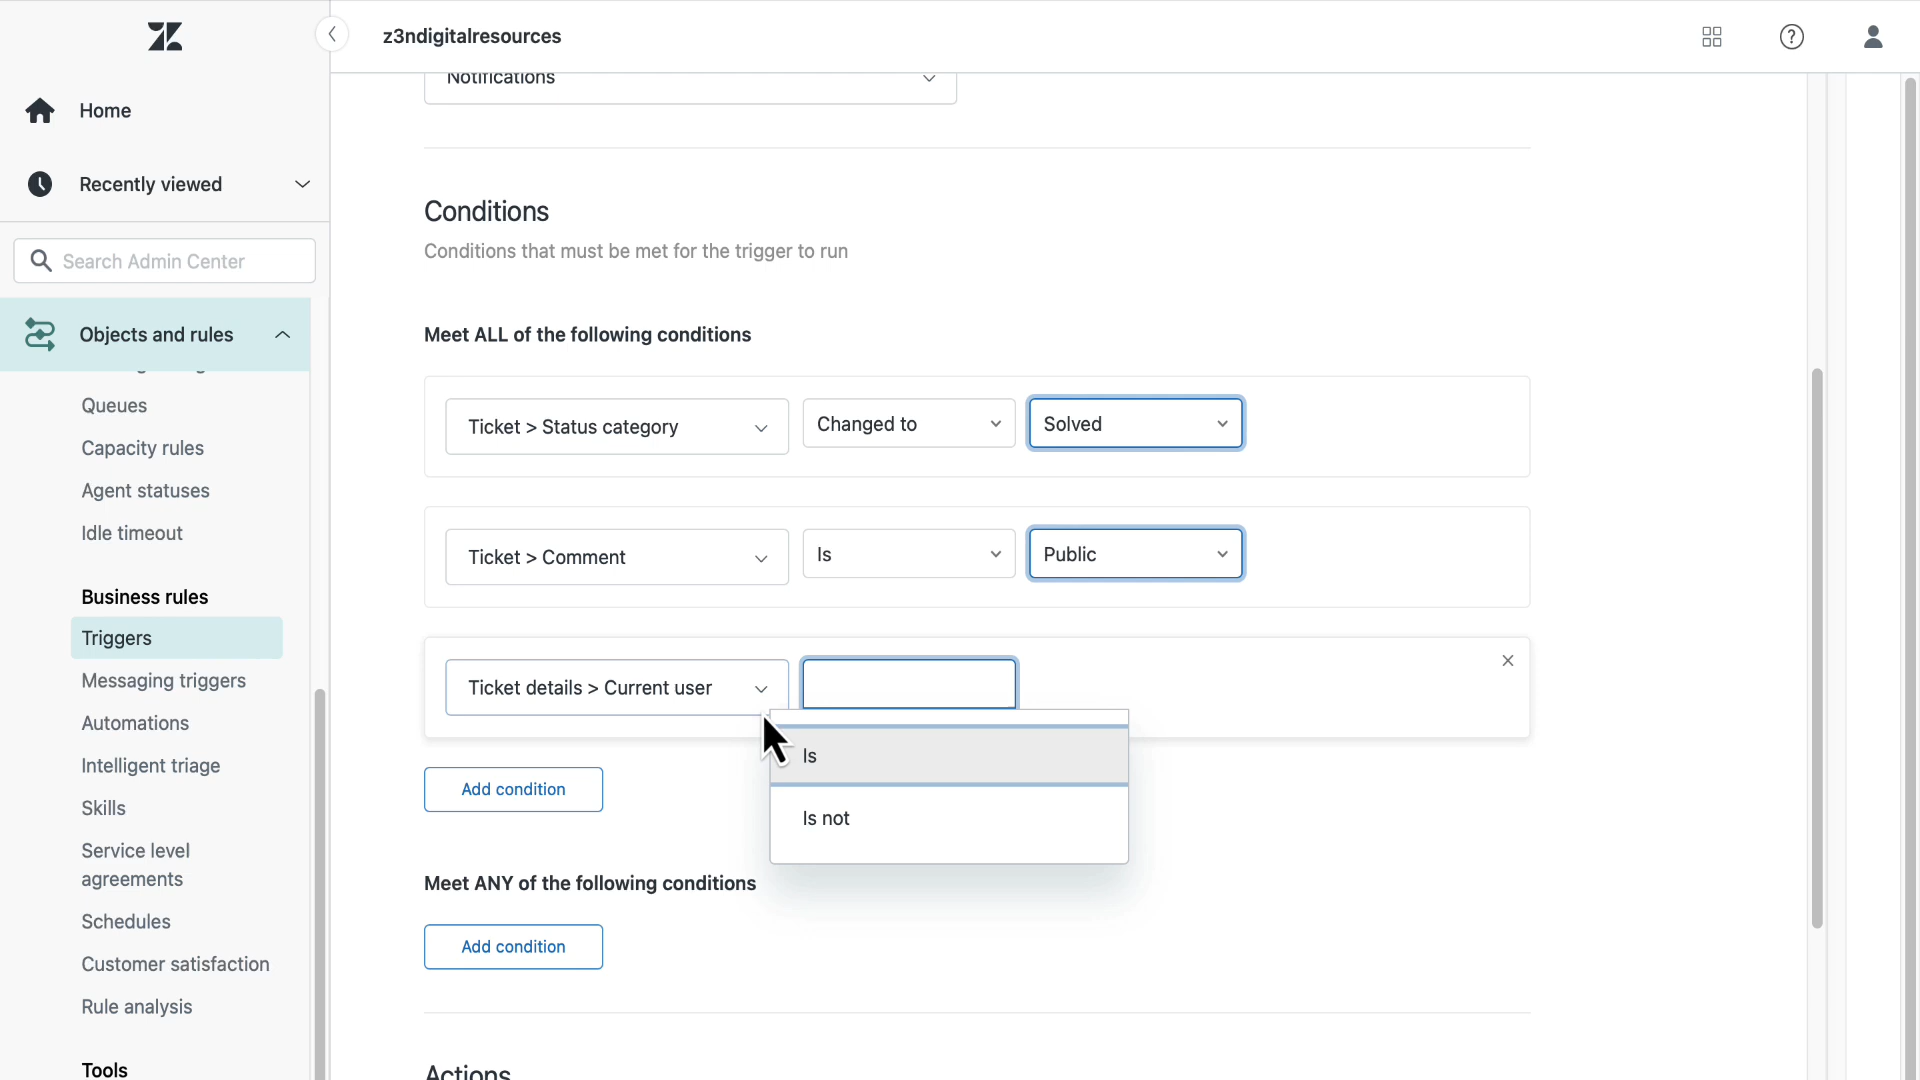 z3ndigitalresources
Home
Recently viewed
Search Admin Center
Objects and rules
Queues
Capacity rules
Agent statuses
Idle timeout
Business rules
Triggers
Messaging triggers
Automations
Intelligent triage
Skills
Service level
agreements
Schedules
Customer satisfaction
Rule analysis
Tools
Notifications
Conditions
Conditions that must be met for the trigger to run
Meet ALL of the following conditions
Ticket > Status category
Changed to
Solved
Ticket > Comment
Is
Public
Ticket details > Current user
Is
Is not
Add condition
Meet ANY of the following conditions
Add condition
Actions